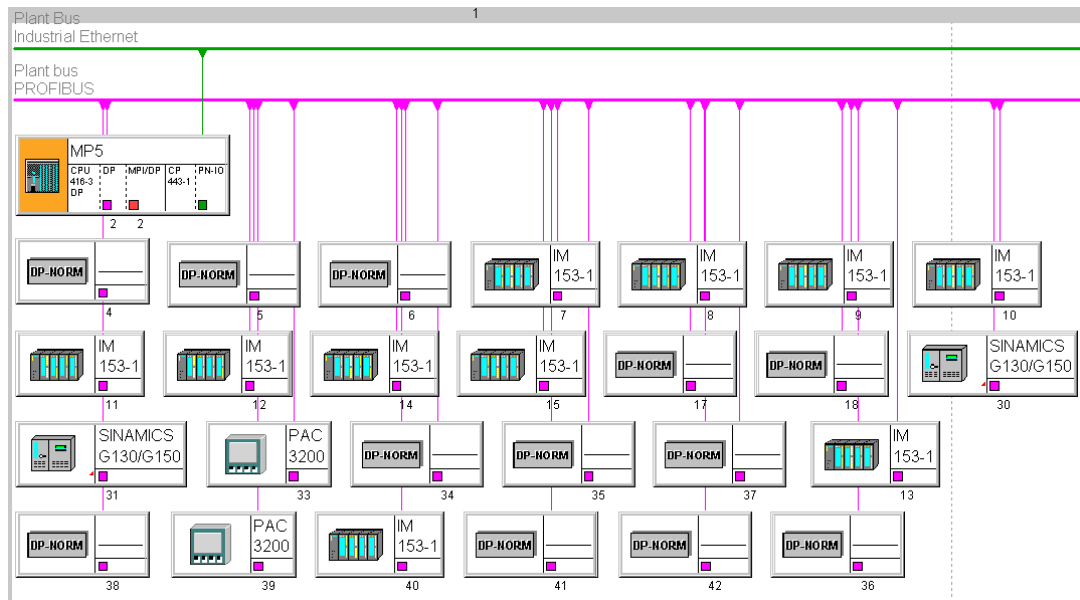 1
Plant Bus
Industrial Ethernet
Plant bus
PROFIBUS
MP5
CPU 416-3 DP
DP
MPI/DP
CP 443-1
PN-IO
2
2
DP-NORM
4
DP-NORM
5
DP-NORM
6
IM
153-1
7
IM
153-1
8
IM
153-1
9
IM
153-1
10
IM
153-1
11
IM
153-1
12
IM
153-1
14
IM
153-1
15
DP-NORM
17
DP-NORM
18
SINAMICS
G130/G150
30
SINAMICS
G130/G150
31
PAC
3200
33
DP-NORM
34
DP-NORM
35
DP-NORM
37
IM
153-1
13
DP-NORM
38
PAC
3200
39
IM
153-1
40
DP-NORM
41
DP-NORM
42
DP-NORM
36